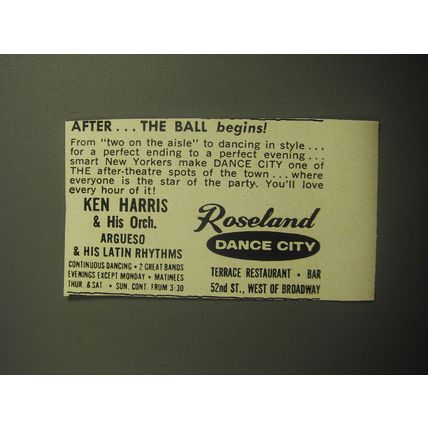 AFTER... THE BALL begins!
From "two on the aisle" to dancing in style...
for a perfect ending to a perfect evening...
smart New Yorkers make DANCE CITY one of
THE after-theatre spots of the town...where
everyone is the star of the party. You'll love
every hour of it!
KEN HARRIS
& His Orch.
ARGUESO
& HIS LATIN RHYTHMS
CONTINUOUS DANCING • 2 GREAT BANDS
EVENINGS EXCEPT MONDAY • MATINEES
THUR. & SAT. • SUN. CONT. FROM 3:30
Roseland
DANCE CITY
TERRACE RESTAURANT • BAR
52nd ST., WEST OF BROADWAY